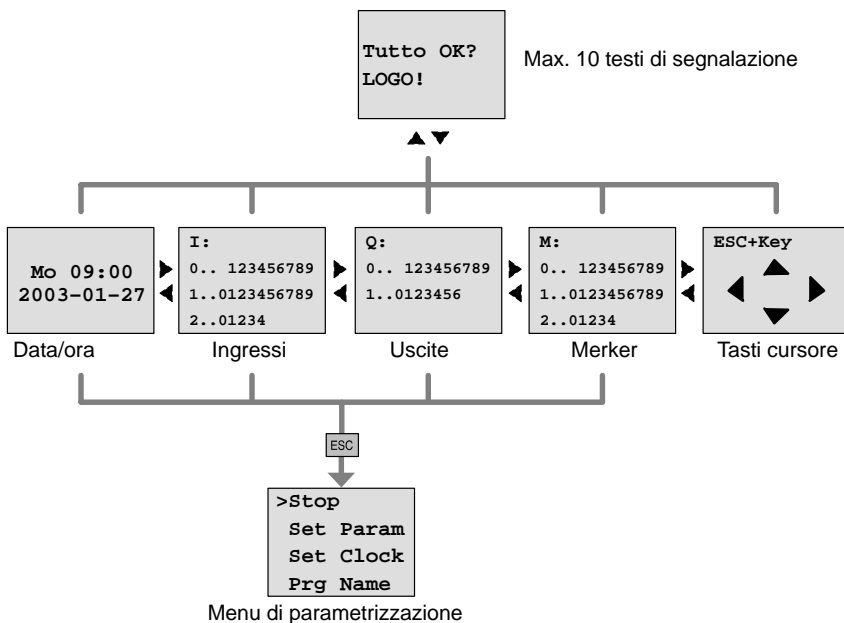 Tutto OK?
LOGO!
Max. 10 testi di segnalazione
Mo 09:00
2003-01-27
Data/ora
I:
0.. 123456789
1..0123456789
2..01234
Ingressi
Q:
0.. 123456789
1..0123456
Uscite
M:
0.. 123456789
1..0123456789
2..01234
Merker
ESC+Key
Tasti cursore
ESC
>Stop
Set Param
Set Clock
Prg Name
Menu di parametrizzazione